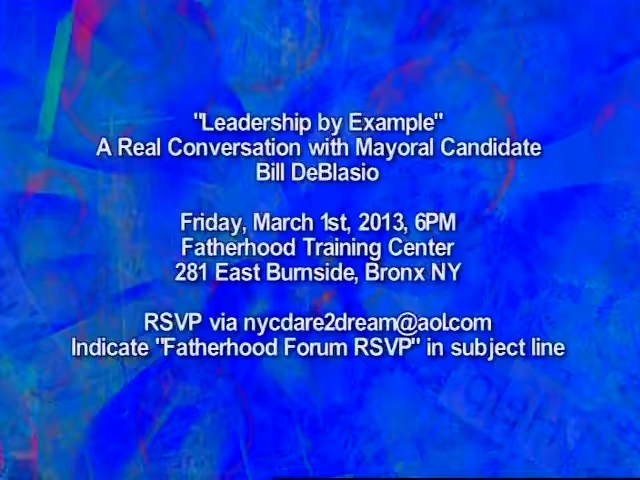 "Leadership by Example"
A Real Conversation with Mayoral Candidate
Bill DeBlasio
Friday, March 1st, 2013, 6PM
Fatherhood Training Center
281 East Burnside, Bronx NY
RSVP via nycdare2dream@aol.com
Indicate "Fatherhood Forum RSVP" in subject line